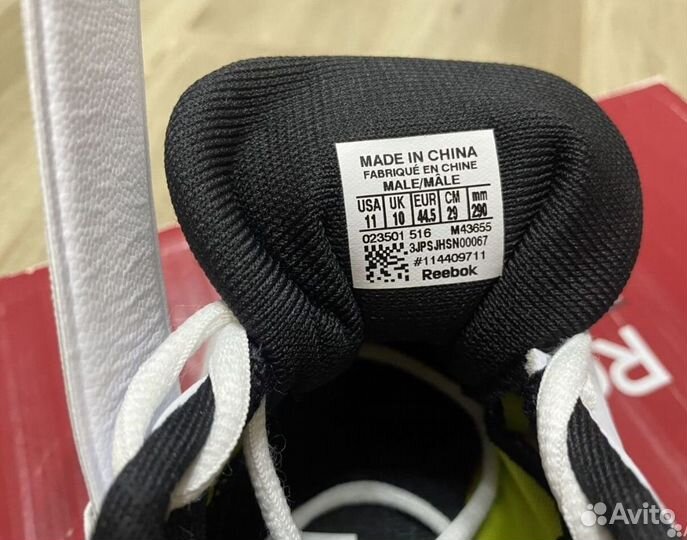 MADE IN CHINA
FABRIQUÉ EN CHINE
MALE/MÂLE
USA UK EUR CM mm
11 10 44.5 29 290
023501 516 M43655
3JPSJHSN00067
#114409711
Reebok
Avito